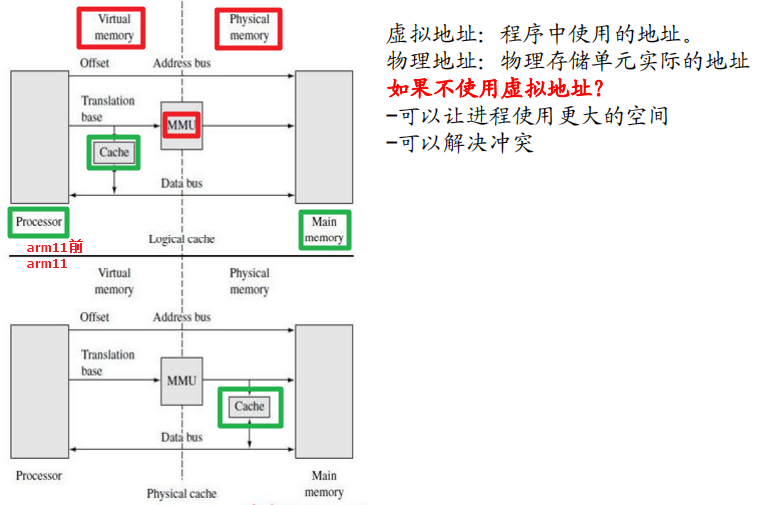 Virtual
memory
Physical
memory
Offset
Address bus
Translation
base
MMU
Cache
Data bus
Processor
Main
memory
Logical cache
arm11前
arm11
Virtual
memory
Physical
memory
Offset
Address bus
Translation
base
MMU
Cache
Data bus
Processor
Main
memory
Physical cache
虚拟地址：程序中使用的地址。
物理地址：物理存储单元实际的地址
如果不使用虚拟地址？
-可以让进程使用更大的空间
-可以解决冲突